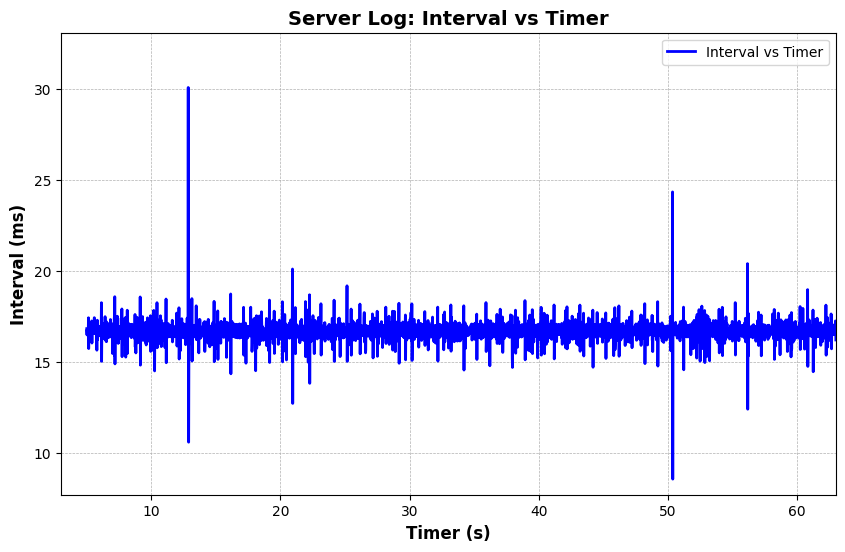 Server Log: Interval vs Timer
Interval vs Timer
30
25
20
15
10
Interval (ms)
10 20 30 40 50 60
Timer (s)